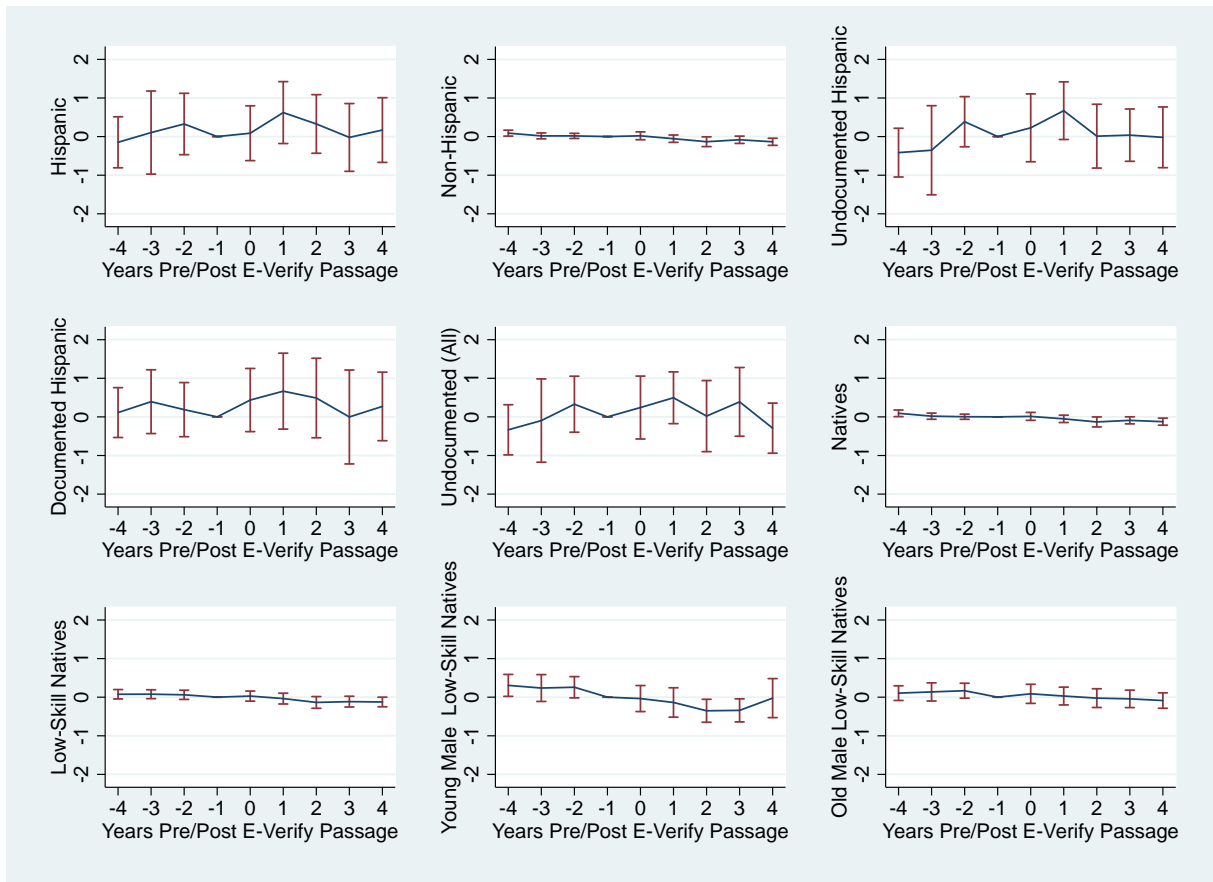 Hispanic
2
1
0
-1
-2
-4 -3 -2 -1 0 1 2 3 4
Years Pre/Post E-Verify Passage
Non-Hispanic
2
1
0
-1
-2
-4 -3 -2 -1 0 1 2 3 4
Years Pre/Post E-Verify Passage
Undocumented Hispanic
2
1
0
-1
-2
-4 -3 -2 -1 0 1 2 3 4
Years Pre/Post E-Verify Passage
Documented Hispanic
2
1
0
-1
-2
-4 -3 -2 -1 0 1 2 3 4
Years Pre/Post E-Verify Passage
Undocumented (All)
2
1
0
-1
-2
-4 -3 -2 -1 0 1 2 3 4
Years Pre/Post E-Verify Passage
Natives
2
1
0
-1
-2
-4 -3 -2 -1 0 1 2 3 4
Years Pre/Post E-Verify Passage
Low-Skill Natives
2
1
0
-1
-2
-4 -3 -2 -1 0 1 2 3 4
Years Pre/Post E-Verify Passage
Young Male Low-Skill Natives
2
1
0
-1
-2
-4 -3 -2 -1 0 1 2 3 4
Years Pre/Post E-Verify Passage
Old Male Low-Skill Natives
2
1
0
-1
-2
-4 -3 -2 -1 0 1 2 3 4
Years Pre/Post E-Verify Passage